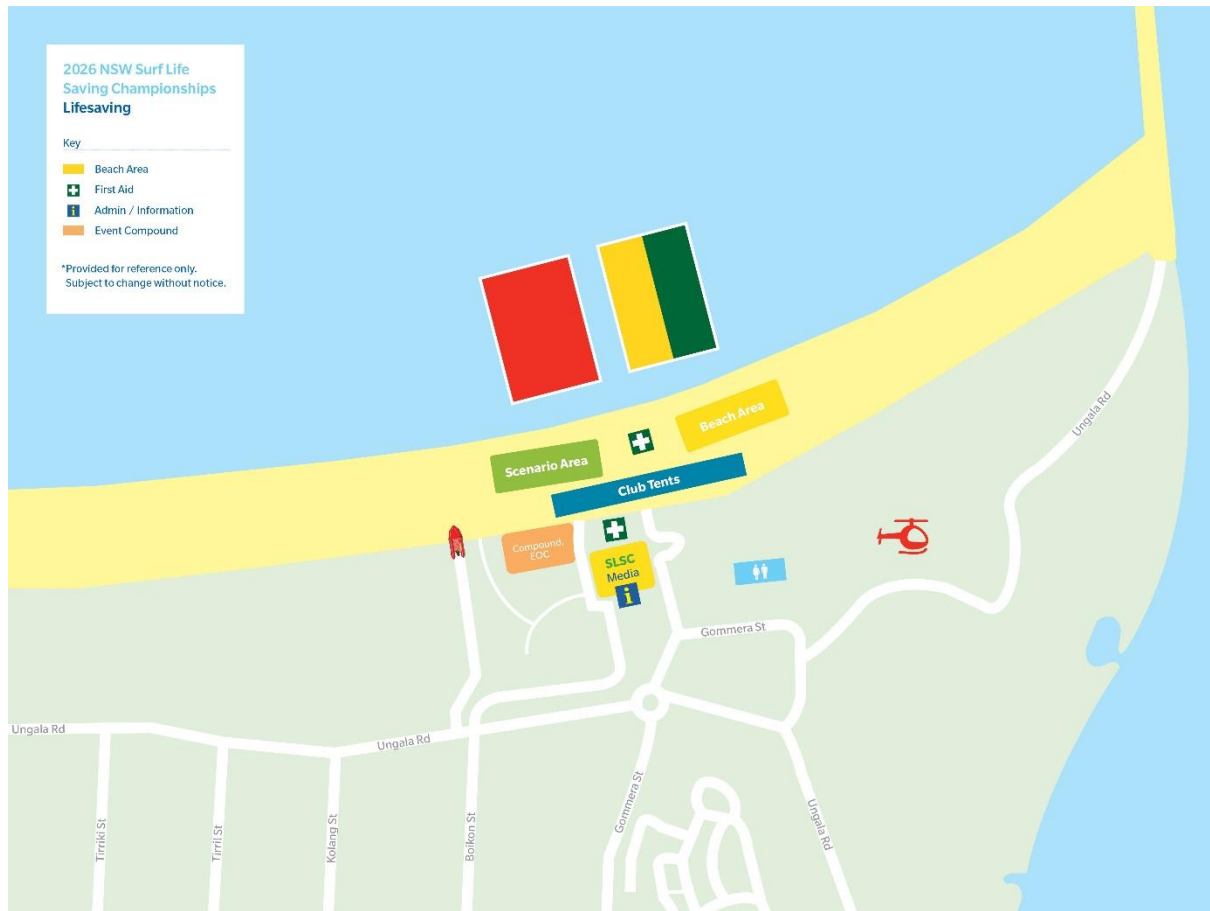 2026 NSW Surf Life
Saving Championships
Lifesaving
Key
Beach Area
First Aid
i Admin / Information
Event Compound
*Provided for reference only.
Subject to change without notice.
Beach Area
Scenario Area
Club Tents
Compound,
EOC
SLSC
Media
i
Ungala Rd
Gommera St
Ungala Rd
Ungala Rd
Tirriki St
Tirril St
Kolang St
Boikon St
Gommera St
Ungala Rd